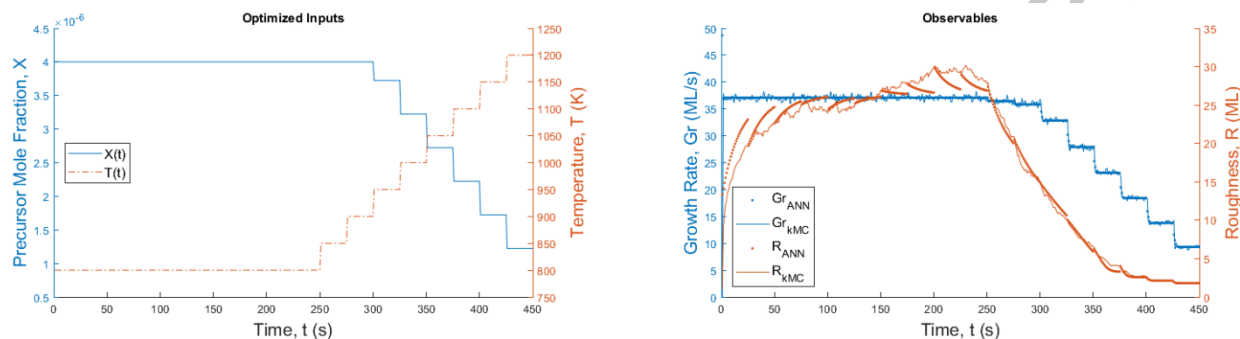 Optimized Inputs
×10^-6
Precursor Mole Fraction, X
4.5
4
3.5
3
2.5
2
1.5
1
0.5
X(t)
T(t)
1200
1150
1100
1050
1000
950
900
850
800
750
Temperature, T (K)
0 50 100 150 200 250 300 350 400 450
Time, t (s)
Observables
Growth Rate, Gr (ML/s)
50
45
40
35
30
25
20
15
10
5
0
Gr_ANN
Gr_kMC
R_ANN
R_kMC
35
30
25
20
15
10
5
0
Roughness, R (ML)
0 50 100 150 200 250 300 350 400 450
Time, t (s)